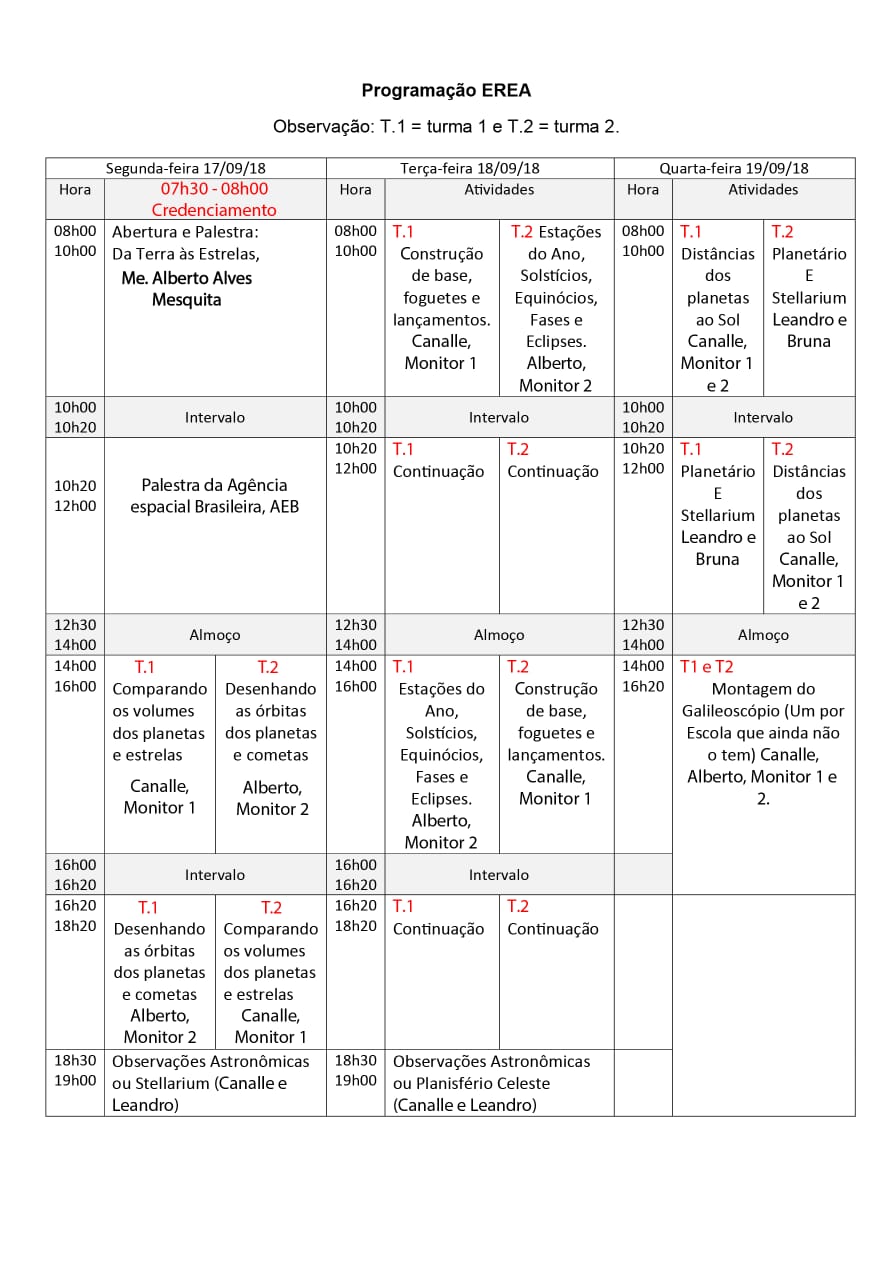 Programação EREA
Observação: T.1 = turma 1 e T.2 = turma 2.
Segunda-feira 17/09/18
Terça-feira 18/09/18
Quarta-feira 19/09/18
Hora
07h30 - 08h00
Credenciamento
Hora
Atividades
Hora
Atividades
08h00
10h00
Abertura e Palestra:
Da Terra às Estrelas,
Me. Alberto Alves
Mesquita
08h00
10h00
T.1
Construção
de base,
foguetes e
lançamentos.
Canalle,
Monitor 1
T.2 Estações
do Ano,
Solstícios,
Equinócios,
Fases e
Eclipses.
Alberto,
Monitor 2
08h00
10h00
T.1
Distâncias
dos
planetas
ao Sol
Canalle,
Monitor 1
e 2
T.2
Planetário
E
Stellarium
Leandro e
Bruna
10h00
10h20
Intervalo
10h00
10h20
Intervalo
10h00
10h20
Intervalo
10h20
12h00
Palestra da Agência
espacial Brasileira, AEB
10h20
12h00
T.1
Continuação
T.2
Continuação
10h20
12h00
T.1
Planetário
E
Stellarium
Leandro e
Bruna
T.2
Distâncias
dos
planetas
ao Sol
Canalle,
Monitor 1
e 2
12h30
14h00
Almoço
12h30
14h00
Almoço
12h30
14h00
Almoço
14h00
16h00
T.1
Comparando
os volumes
dos planetas
e estrelas
Canalle,
Monitor 1
T.2
Desenhando
as órbitas
dos planetas
e cometas
Alberto,
Monitor 2
14h00
16h00
T.1
Estações do
Ano,
Solstícios,
Equinócios,
Fases e
Eclipses.
Alberto,
Monitor 2
T.2
Construção
de base,
foguetes e
lançamentos.
Canalle,
Monitor 1
14h00
16h20
T1 e T2
Montagem do
Galileoscópio (Um por
Escola que ainda não
o tem) Canalle,
Alberto, Monitor 1 e
2.
16h00
16h20
Intervalo
16h00
16h20
Intervalo
16h20
18h20
T.1
Desenhando
as órbitas
dos planetas
e cometas
Alberto,
Monitor 2
T.2
Comparando
os volumes
dos planetas
e estrelas
Canalle,
Monitor 1
16h20
18h20
T.1
Continuação
T.2
Continuação
18h30
19h00
Observações Astronômicas
ou Stellarium (Canalle e
Leandro)
18h30
19h00
Observações Astronômicas
ou Planisfério Celeste
(Canalle e Leandro)